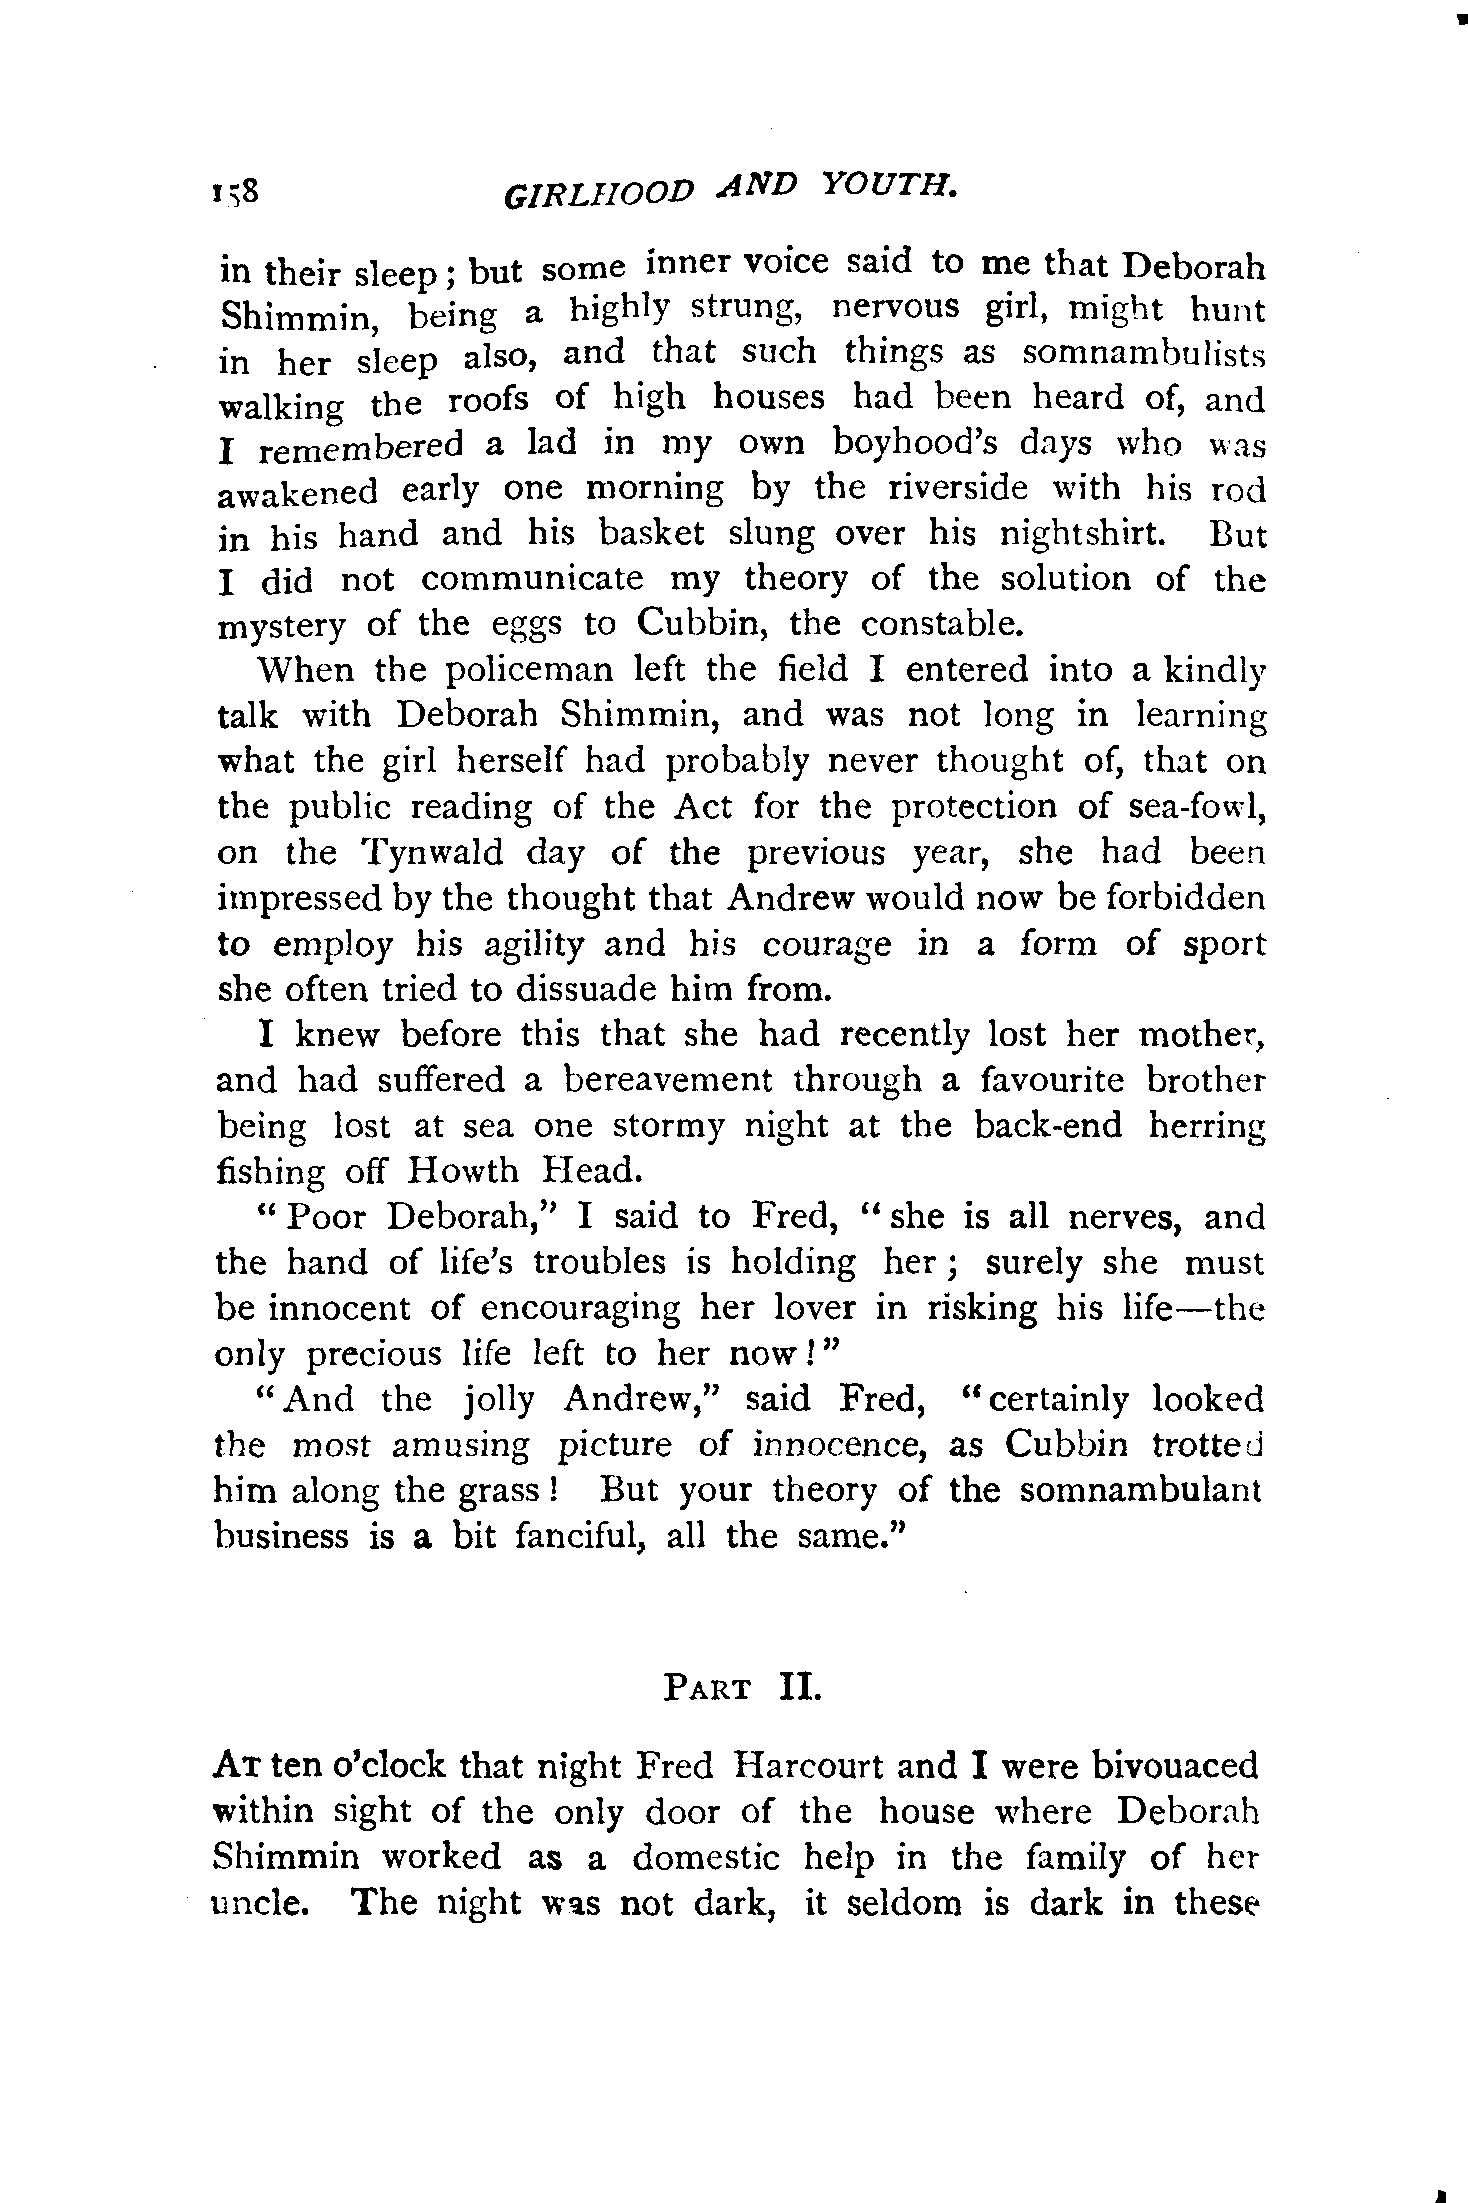 158 GIRLHOOD AND YOUTH.
in their sleep ; but some inner voice said to me that Deborah
Shimmin, being a highly strung, nervous girl, might hunt
in her sleep also, and that such things as somnambulists
walking the roofs of high houses had been heard of, and
I remembered a lad in my own boyhood's days who was
awakened early one morning by the riverside with his rod
in his hand and his basket slung over his nightshirt. But
I did not communicate my theory of the solution of the
mystery of the eggs to Cubbin, the constable.
When the policeman left the field I entered into a kindly
talk with Deborah Shimmin, and was not long in learning
what the girl herself had probably never thought of, that on
the public reading of the Act for the protection of sea-fowl,
on the Tynwald day of the previous year, she had been
impressed by the thought that Andrew would now be forbidden
to employ his agility and his courage in a form of sport
she often tried to dissuade him from.
I knew before this that she had recently lost her mother,
and had suffered a bereavement through a favourite brother
being lost at sea one stormy night at the back-end herring
fishing off Howth Head.
" Poor Deborah," I said to Fred, " she is all nerves, and
the hand of life's troubles is holding her ; surely she must
be innocent of encouraging her lover in risking his life—the
only precious life left to her now ! "
" And the jolly Andrew," said Fred, " certainly looked
the most amusing picture of innocence, as Cubbin trotted
him along the grass ! But your theory of the somnambulant
business is a bit fanciful, all the same."
PART II.
AT ten o'clock that night Fred Harcourt and I were bivouaced
within sight of the only door of the house where Deborah
Shimmin worked as a domestic help in the family of her
uncle. The night was not dark, it seldom is dark in these